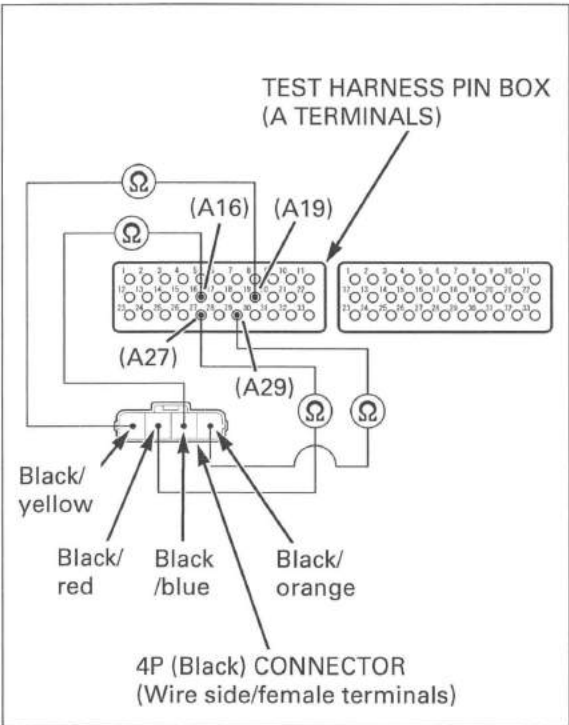 TEST HARNESS PIN BOX
(A TERMINALS)
Ω
Ω
(A16)
(A19)
1 2 3 4 5 6 7 8 9 10 11
12 13 14 15 16 17 18 19 20 21 22
23 24 25 26 27 28 29 30 31 32 33
1 2 3 4 5 6 7 8 9 10 11
12 13 14 15 16 17 18 19 20 21 22
23 24 25 26 27 28 29 30 31 32 33
(A27)
(A29)
Ω
Ω
Black/
yellow
Black/
red
Black
/blue
Black/
orange
4P (Black) CONNECTOR
(Wire side/female terminals)